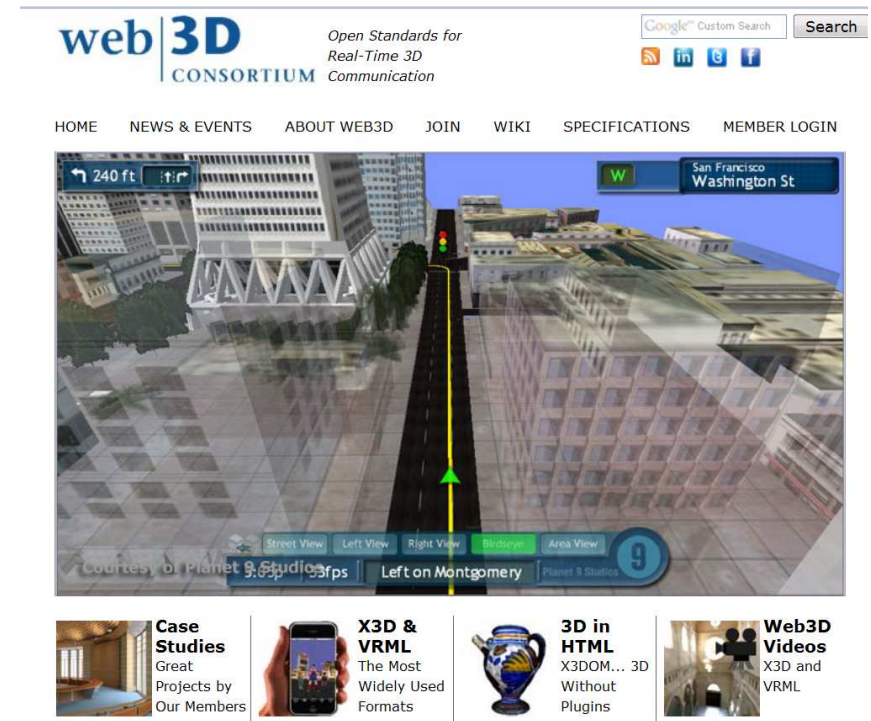 web 3D
CONSORTIUM
Open Standards for
Real-Time 3D
Communication
Google™ Custom Search
Search
HOME NEWS & EVENTS ABOUT WEB3D JOIN WIKI SPECIFICATIONS MEMBER LOGIN
240 ft
W
San Francisco
Washington St
Street View Left View Right View Birdseye Area View
Courtesy of Planet 9 Studios
fps
Left on Montgomery
Planet 9 Studios
9
Case
Studies
Great
Projects by
Our Members
X3D &
VRML
The Most
Widely Used
Formats
3D in
HTML
X3DOM... 3D
Without
Plugins
Web3D
Videos
X3D and
VRML